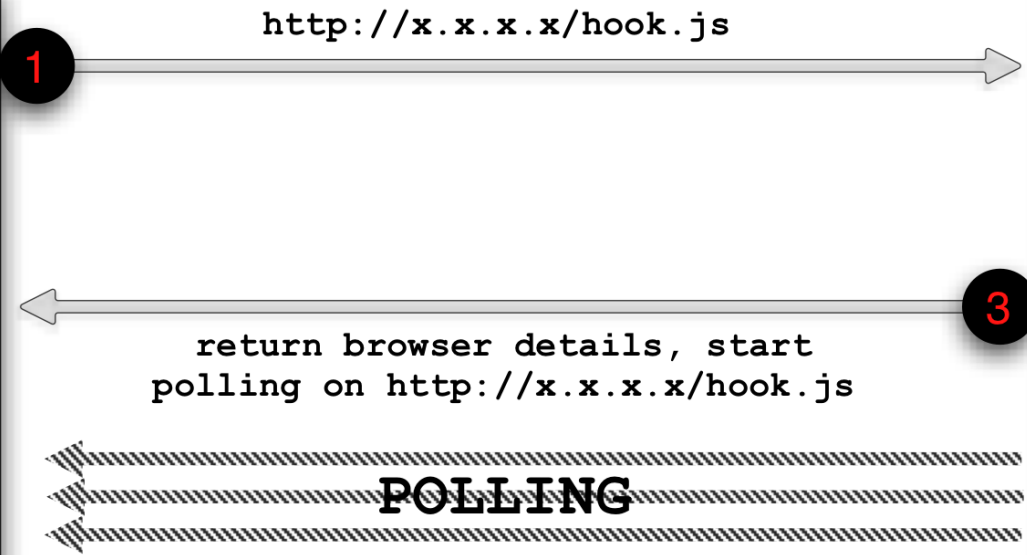 http://x.x.x.x/hook.js
1
3
return browser details, start
polling on http://x.x.x.x/hook.js
POLLING